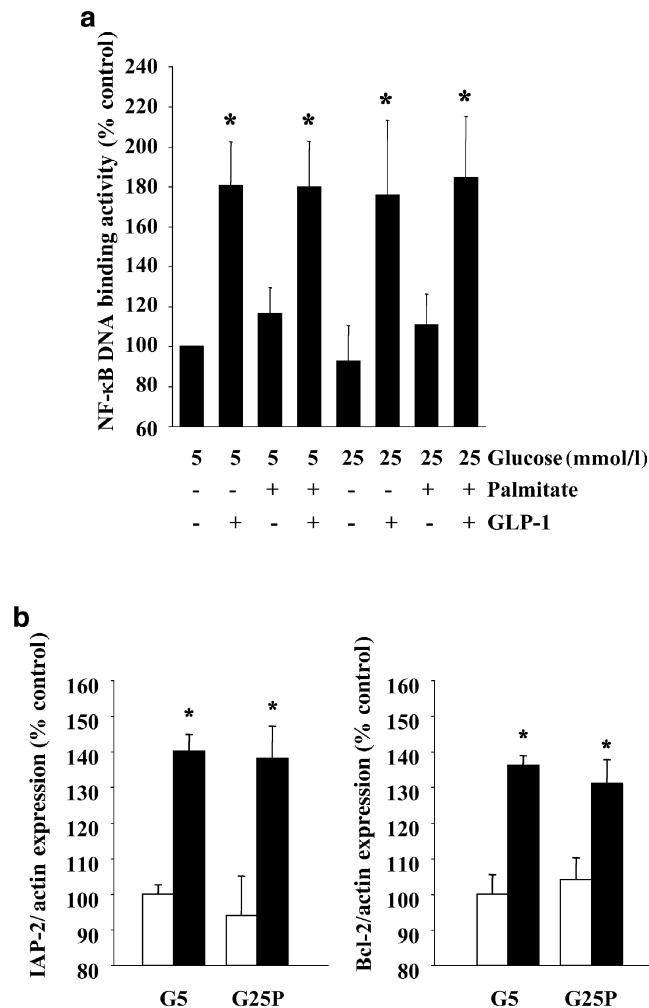 a
NF-κB DNA binding activity (% control)
240
220
200
180
160
140
120
100
80
60
* * * *
5 5 5 5 25 25 25 25 Glucose (mmol/l)
- - + + - - + + Palmitate
- + - + - + - + GLP-1
b
IAP-2/ actin expression (% control)
160
150
140
130
120
110
100
90
80
* *
G5 G25P
Bcl-2/actin expression (% control)
160
150
140
130
120
110
100
90
80
* *
G5 G25P